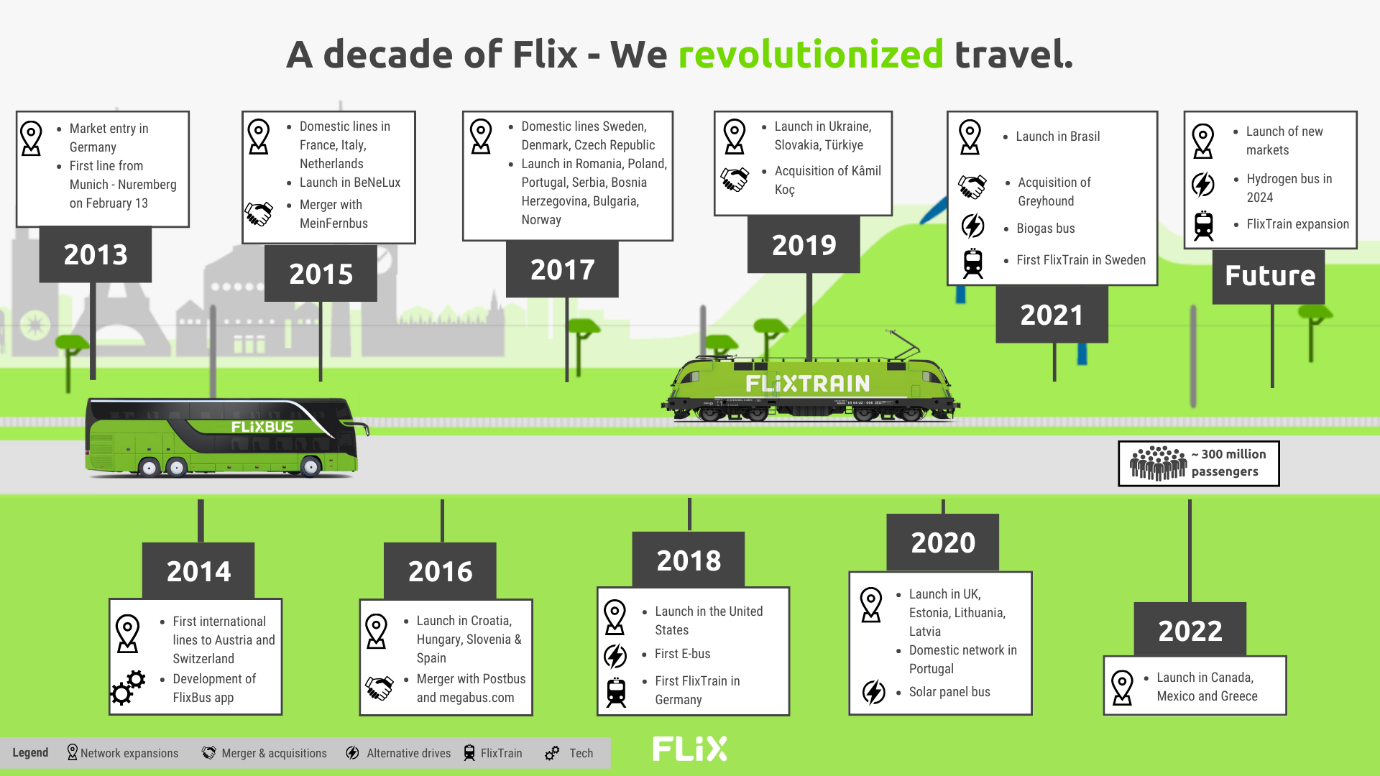 A decade of Flix - We revolutionized travel.
• Market entry in
Germany
• First line from
Munich - Nuremberg
on February 13
2013
• Domestic lines in
France, Italy,
Netherlands
• Launch in BeNeLux
• Merger with
MeinFernbus
2015
• Domestic lines Sweden,
Denmark, Czech Republic
• Launch in Romania, Poland,
Portugal, Serbia, Bosnia
Herzegovina, Bulgaria,
Norway
2017
• Launch in Ukraine,
Slovakia, Türkiye
• Acquisition of Kâmil
Koç
2019
• Launch in Brasil
• Acquisition of
Greyhound
• Biogas bus
• First FlixTrain in Sweden
2021
• Launch of new
markets
• Hydrogen bus in
2024
• FlixTrain expansion
Future
FLiXBUS
FLiXTRAIN
~ 300 million
passengers
2014
• First international
lines to Austria and
Switzerland
• Development of
FlixBus app
2016
• Launch in Croatia,
Hungary, Slovenia &
Spain
• Merger with Postbus
and megabus.com
2018
• Launch in the United
States
• First E-bus
• First FlixTrain in
Germany
2020
• Launch in UK,
Estonia, Lithuania,
Latvia
• Domestic network in
Portugal
• Solar panel bus
2022
• Launch in Canada,
Mexico and Greece
Legend Network expansions Merger & acquisitions Alternative drives FlixTrain Tech
FLiX